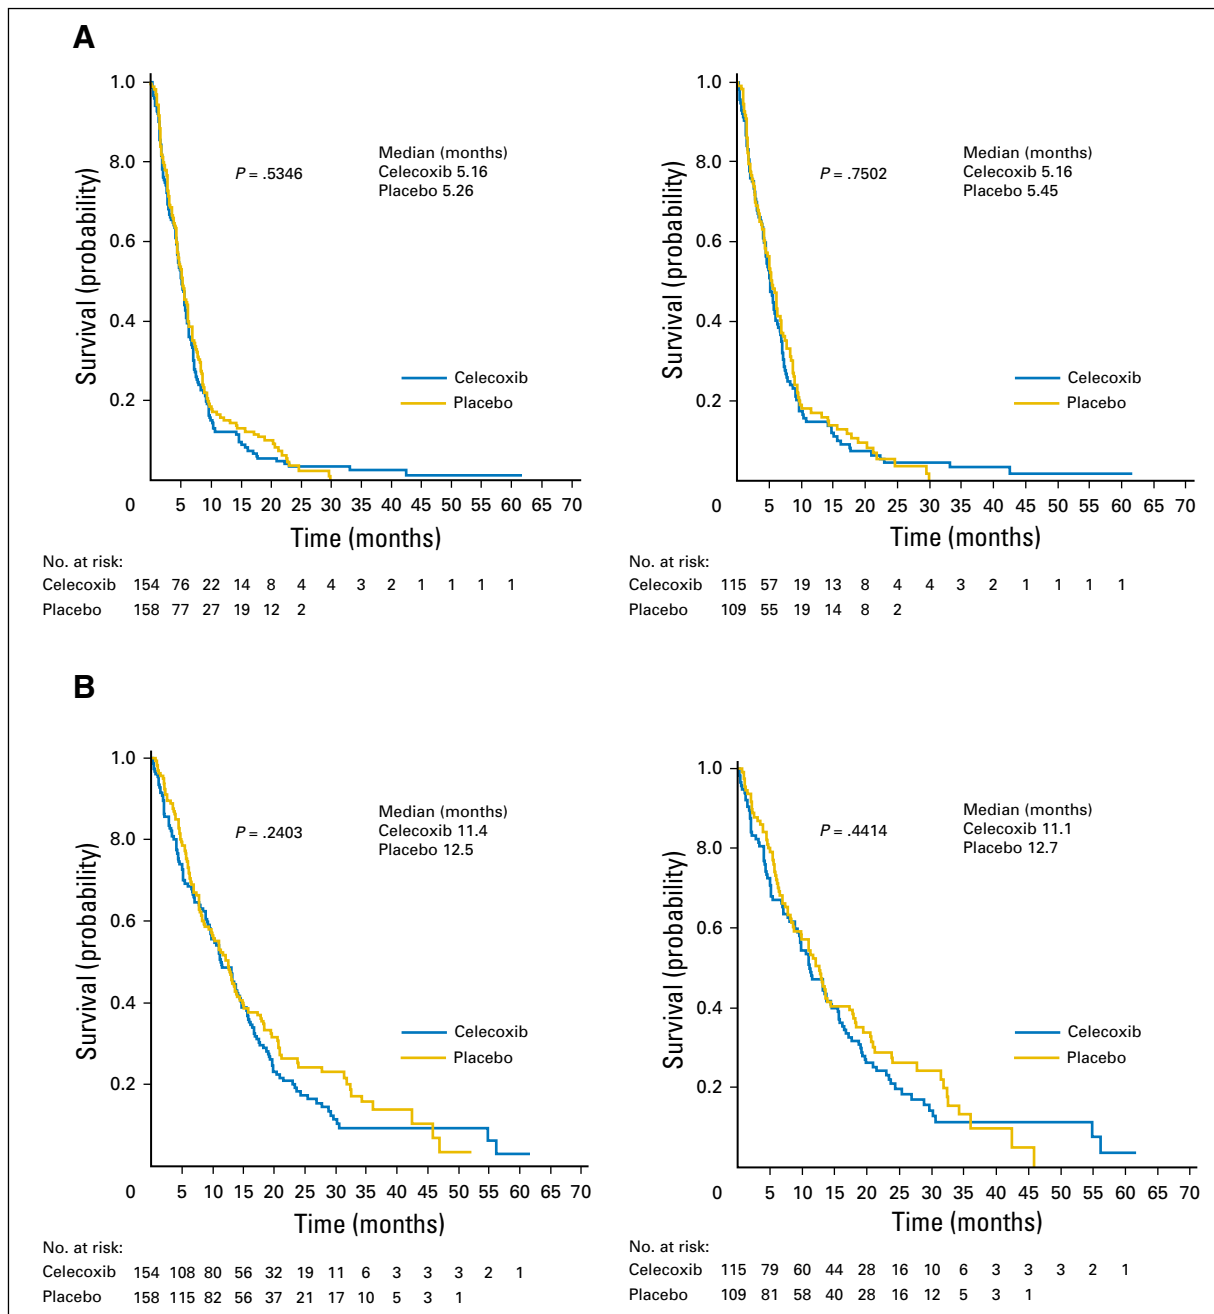 A
Survival (probability)
1.0
8.0
0.6
0.4
0.2
0 5 10 15 20 25 30 35 40 45 50 55 60 65 70
Time (months)
P = .5346
Median (months)
Celecoxib 5.16
Placebo 5.26
Celecoxib
Placebo
No. at risk:
Celecoxib 154 76 22 14 8 4 4 3 2 1 1 1 1
Placebo 158 77 27 19 12 2
Survival (probability)
1.0
8.0
0.6
0.4
0.2
0 5 10 15 20 25 30 35 40 45 50 55 60 65 70
Time (months)
P = .7502
Median (months)
Celecoxib 5.16
Placebo 5.45
Celecoxib
Placebo
No. at risk:
Celecoxib 115 57 19 13 8 4 4 3 2 1 1 1 1
Placebo 109 55 19 14 8 2
B
Survival (probability)
1.0
8.0
0.6
0.4
0.2
0 5 10 15 20 25 30 35 40 45 50 55 60 65 70
Time (months)
P = .2403
Median (months)
Celecoxib 11.4
Placebo 12.5
Celecoxib
Placebo
No. at risk:
Celecoxib 154 108 80 56 32 19 11 6 3 3 3 2 1
Placebo 158 115 82 56 37 21 17 10 5 3 1
Survival (probability)
1.0
8.0
0.6
0.4
0.2
0 5 10 15 20 25 30 35 40 45 50 55 60 65 70
Time (months)
P = .4414
Median (months)
Celecoxib 11.1
Placebo 12.7
Celecoxib
Placebo
No. at risk:
Celecoxib 115 79 60 44 28 16 10 6 3 3 3 2 1
Placebo 109 81 58 40 28 16 12 5 3 1